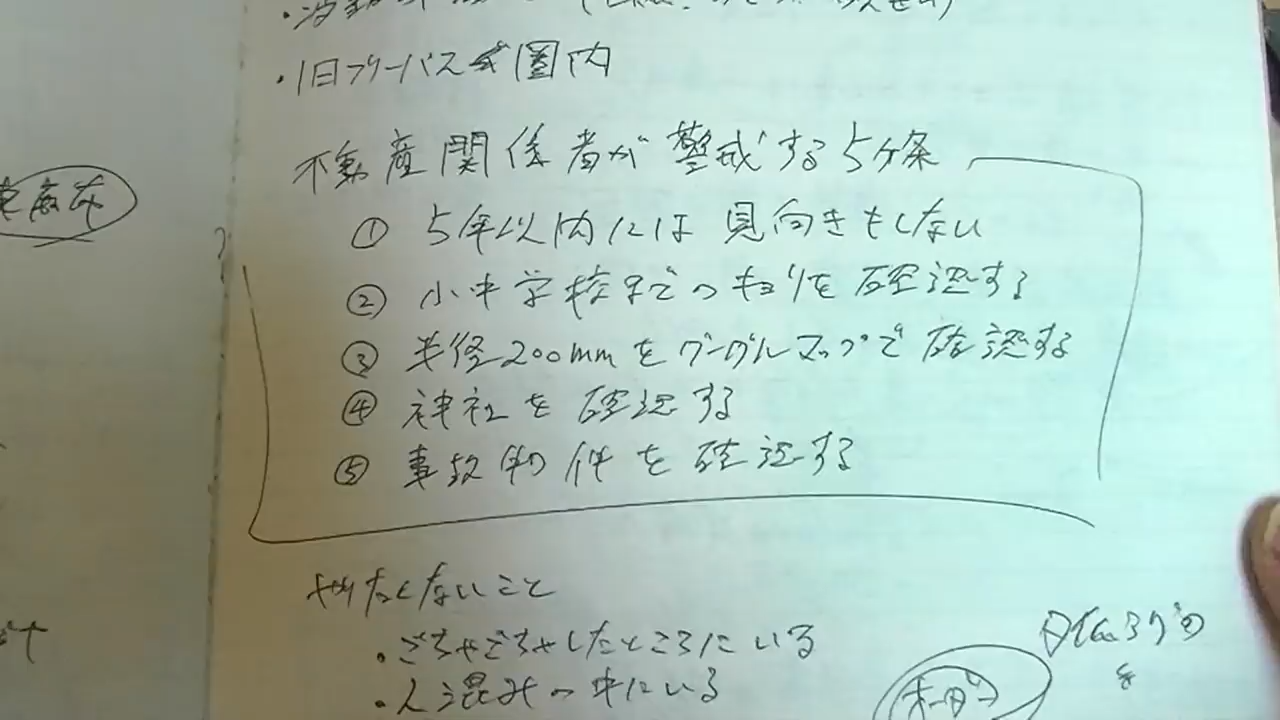 ・1日フリーパス圏内
不動産関係者が警戒する5ケ条
① 5年以内には見向きもしない
② 小中学校までのキョリを確認する
③ 半径200mmをグーグルマップで確認する
④ 神社を確認する
⑤ 事故物件を確認する
やりたくないこと
・ごちゃごちゃしたところにいる
・人混みの中にいる